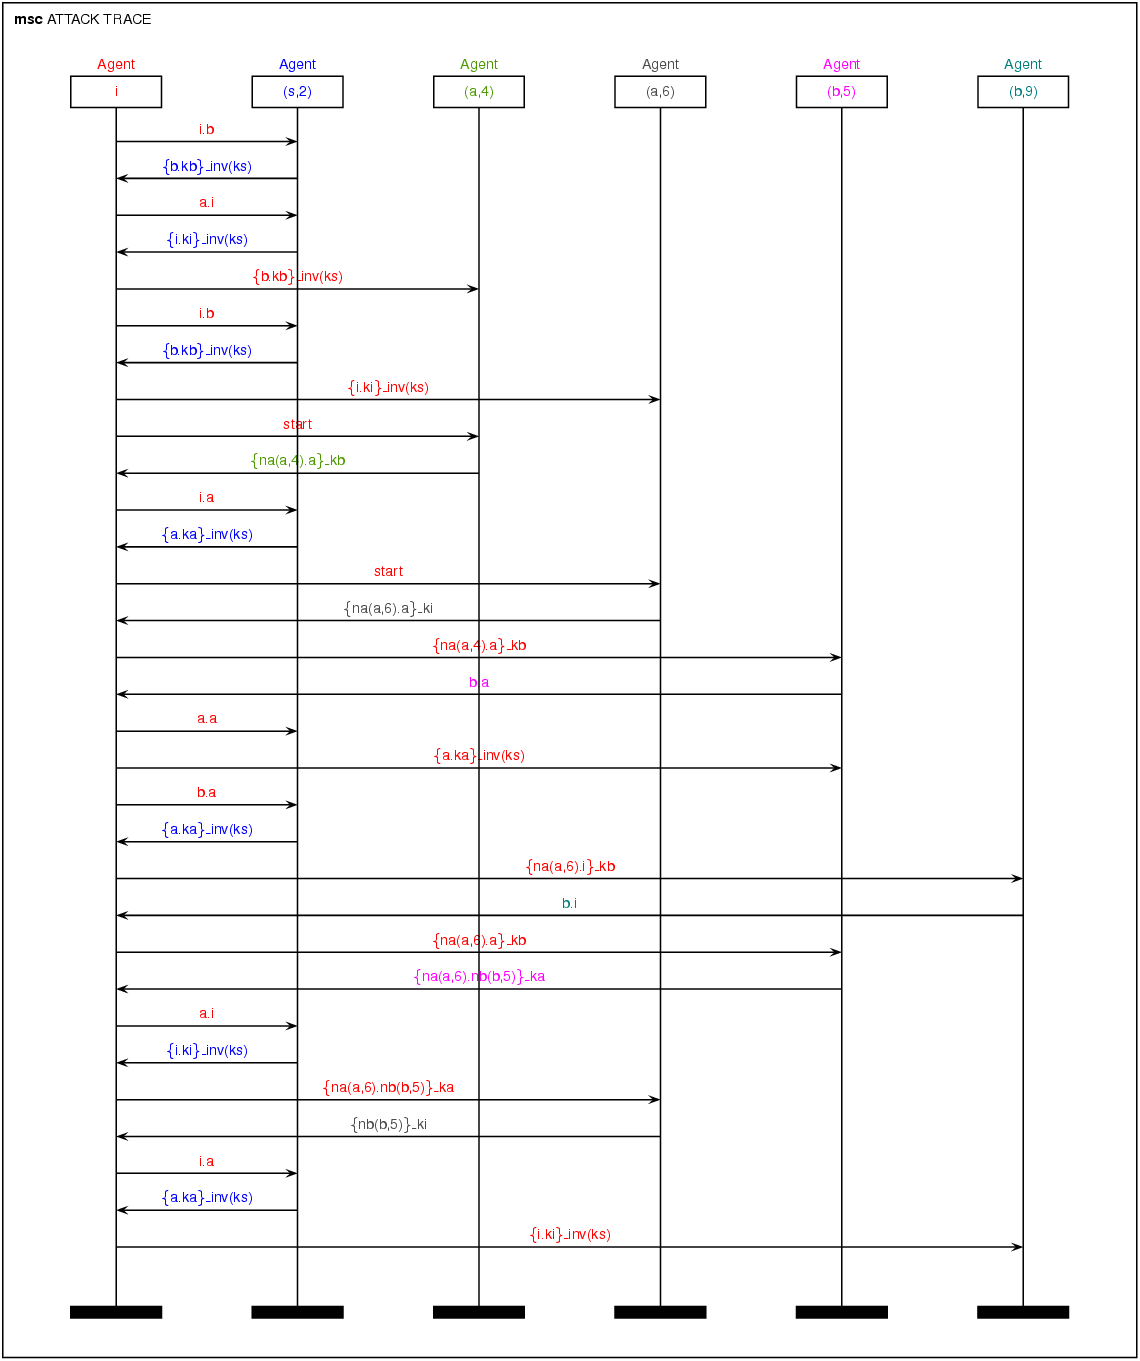 msc ATTACK TRACE
Agent Agent Agent Agent Agent Agent
i (s,2) (a,4) (a,6) (b,5) (b,9)
i.b
{b.kb}_inv(ks)
a.i
{i.ki}_inv(ks)
{b.kb}_inv(ks)
i.b
{b.kb}_inv(ks)
{i.ki}_inv(ks)
start
{na(a,4).a}_kb
i.a
{a.ka}_inv(ks)
start
{na(a,6).a}_ki
{na(a,4).a}_kb
b.a
a.a
{a.ka}_inv(ks)
b.a
{a.ka}_inv(ks)
{na(a,6).i}_kb
b.i
{na(a,6).a}_kb
{na(a,6).nb(b,5)}_ka
a.i
{i.ki}_inv(ks)
{na(a,6).nb(b,5)}_ka
{nb(b,5)}_ki
i.a
{a.ka}_inv(ks)
{i.ki}_inv(ks)